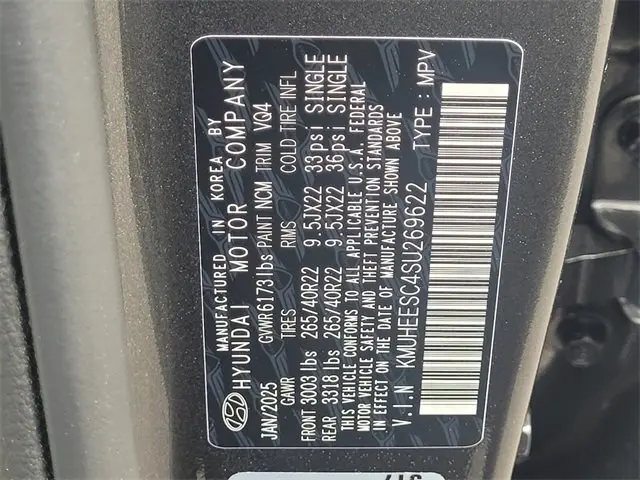 MANUFACTURED IN KOREA BY
HYUNDAI MOTOR COMPANY
JAN/2025 GVWR 6173lbs PAINT NCM TRIM VQ4
GAWR TIRES RIMS COLD TIRE INFL
FRONT 3003 lbs 265/40R22 9.5JX22 33psi SINGLE
REAR 3318 lbs 265/40R22 9.5JX22 36psi SINGLE
THIS VEHICLE CONFORMS TO ALL APPLICABLE U.S.A. FEDERAL
MOTOR VEHICLE SAFETY AND THEFT PREVENTION STANDARDS
IN EFFECT ON THE DATE OF MANUFACTURE SHOWN ABOVE
V.I.N KMUHEESC4SU269622 TYPE : MPV